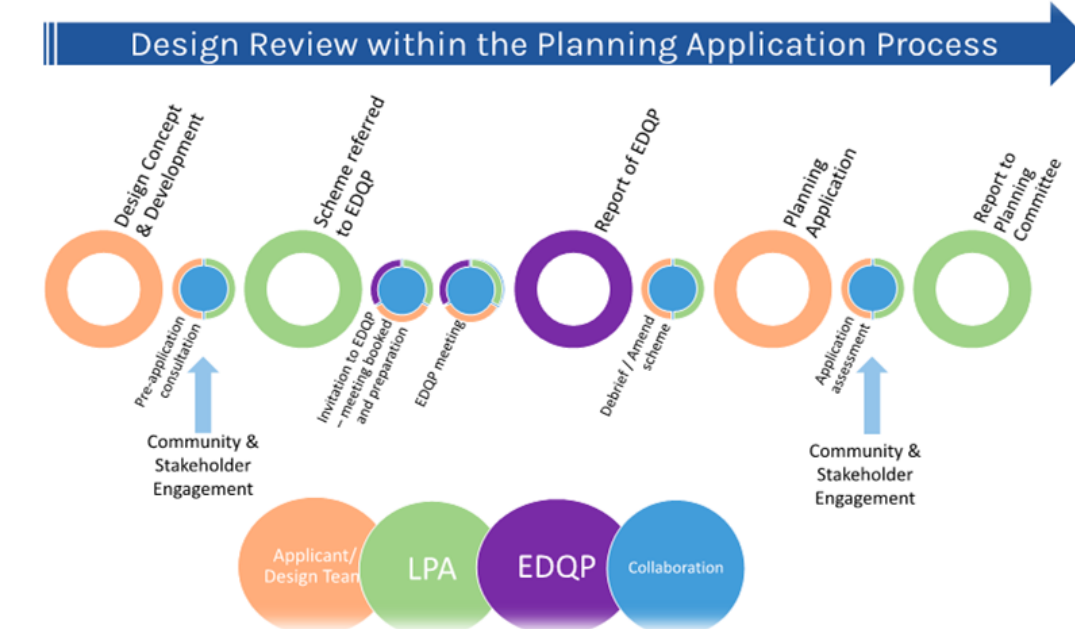 Design Review within the Planning Application Process
Design Concept
& Development
Pre-application
consultation
Community &
Stakeholder
Engagement
Scheme referred
to EDQP
Invitation to EDQP
– meeting booked
and preparation
EDQP meeting
Report of EDQP
Debrief / Amend
scheme
Planning
Application
Application
assessment
Community &
Stakeholder
Engagement
Report to
Planning
Committee
Applicant/
Design Team
LPA
EDQP
Collaboration